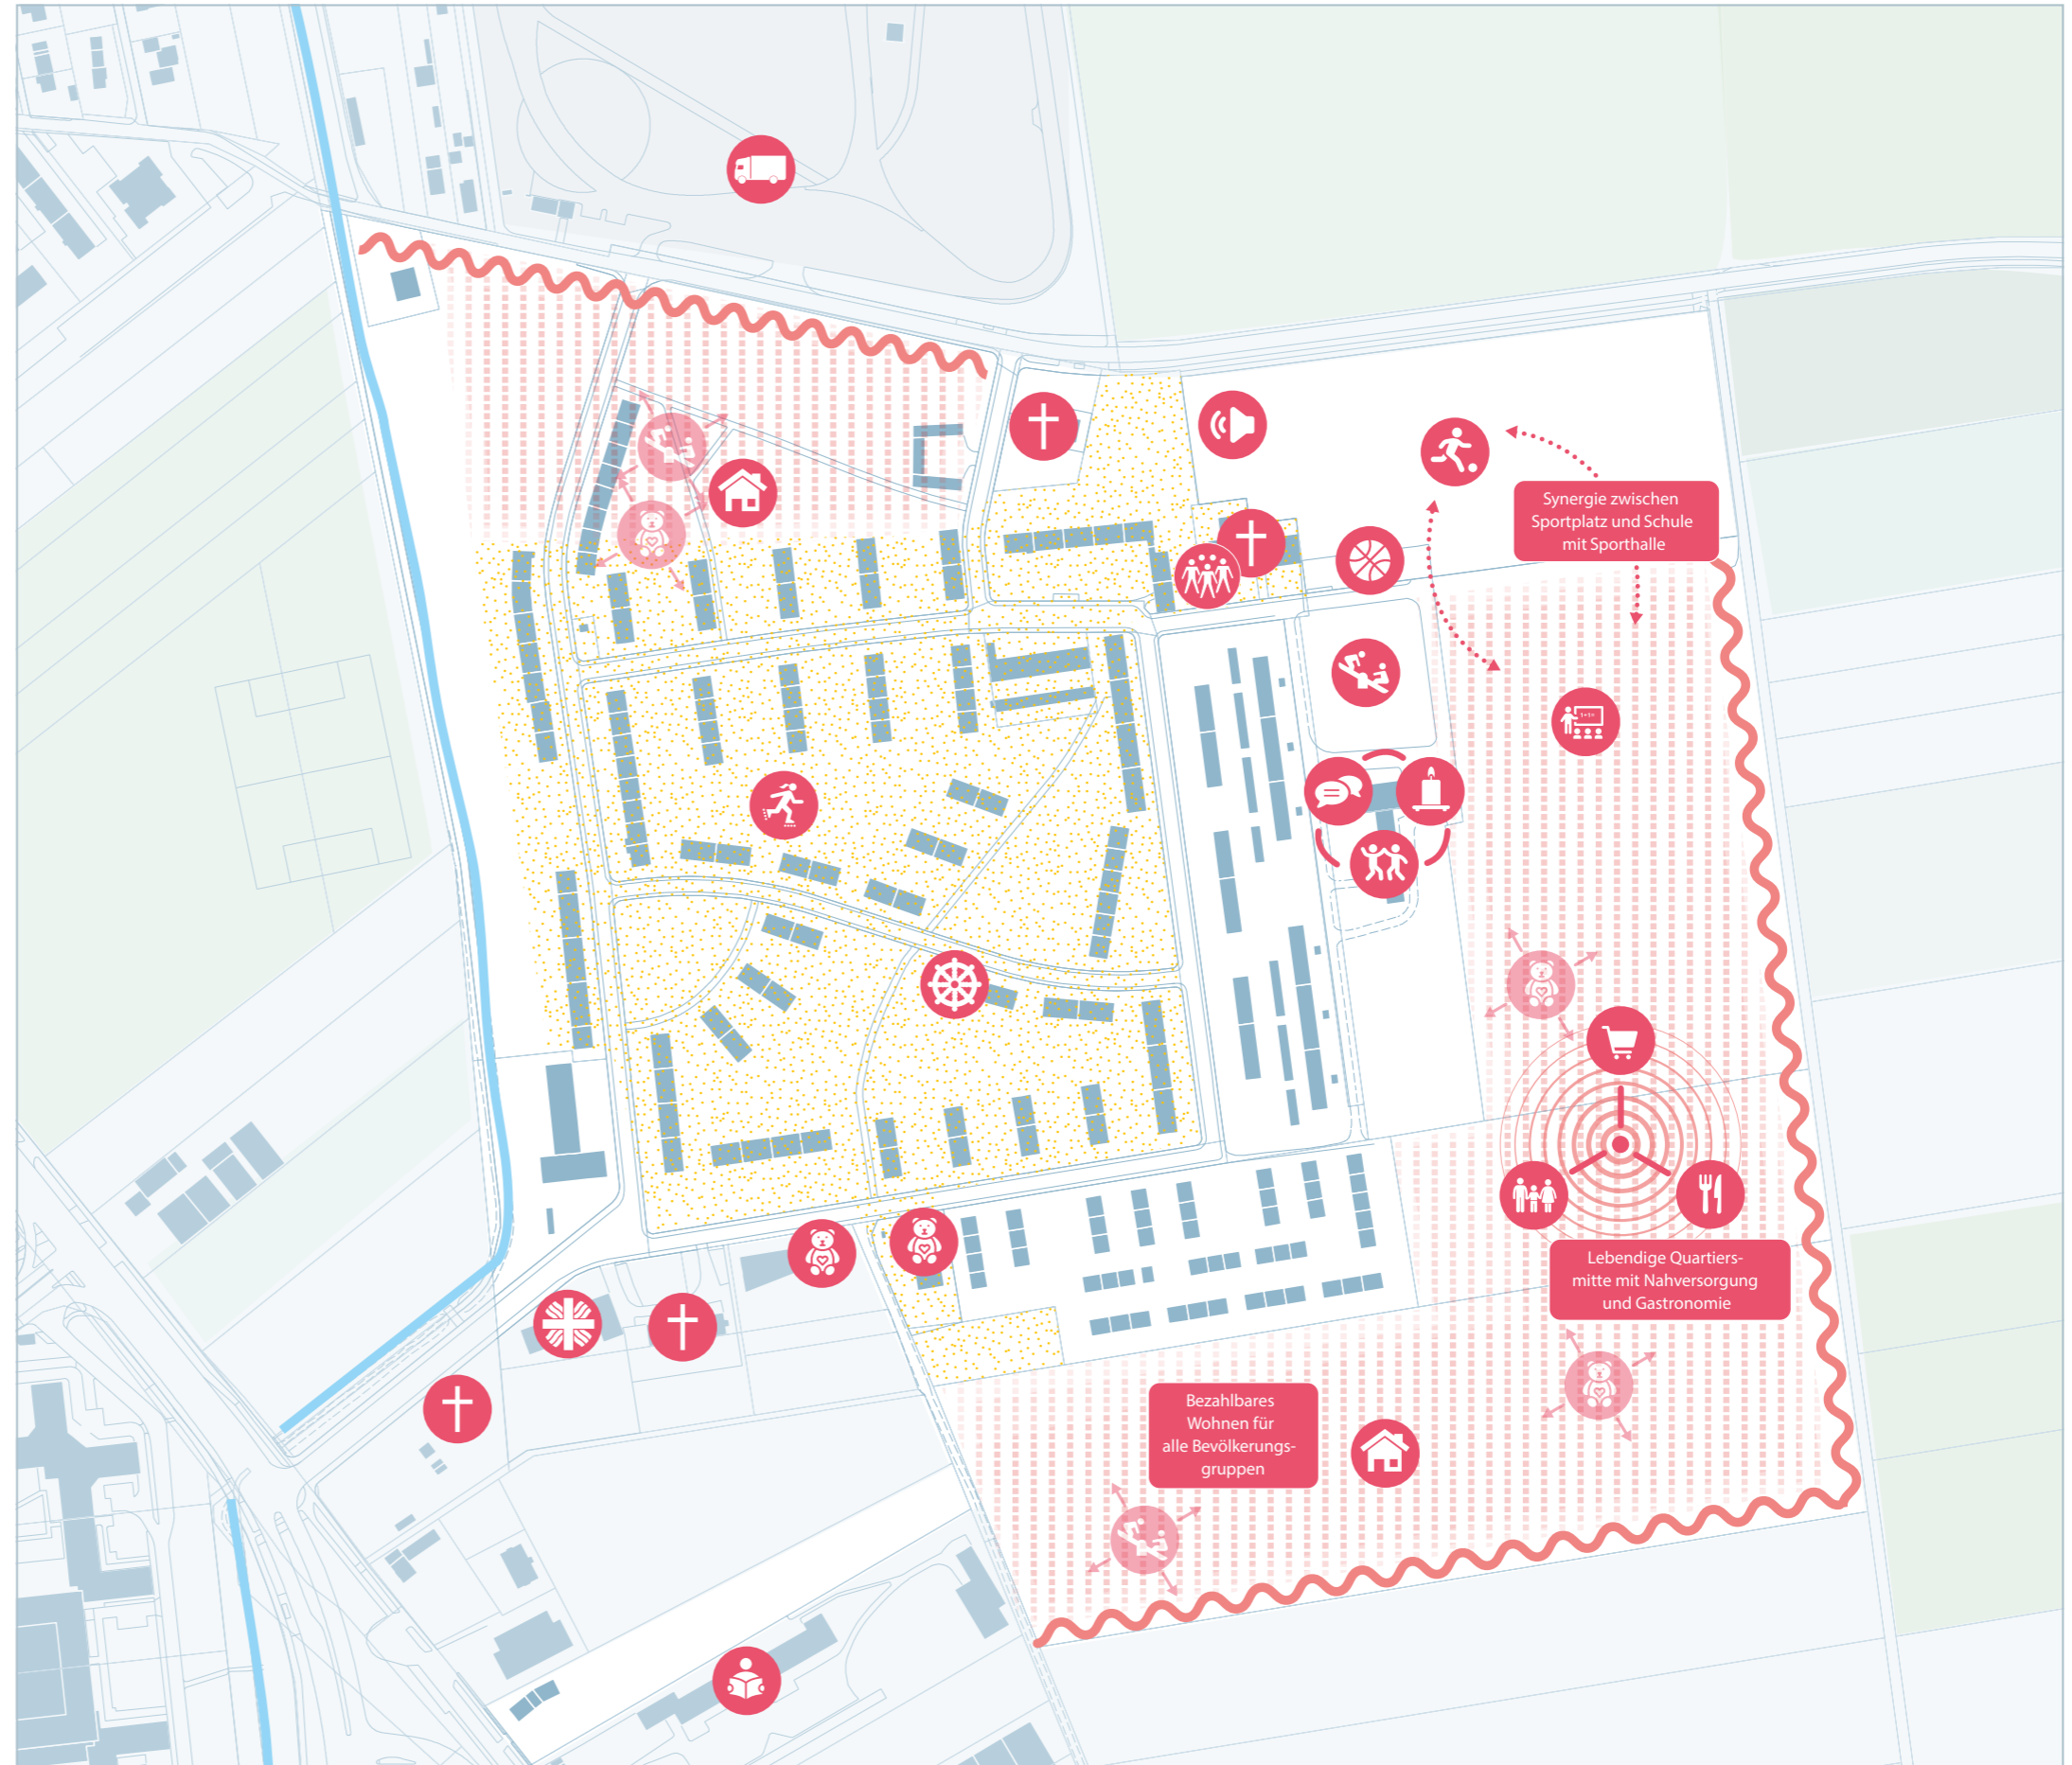 Synergie zwischen
Sportplatz und Schule
mit Sporthalle
Lebendige Quartiers-
mitte mit Nahversorgung
und Gastronomie
Bezahlbares
Wohnen für
alle Bevölkerungs-
gruppen